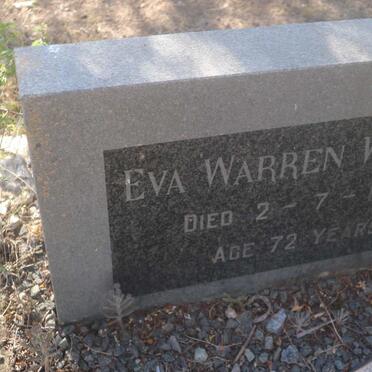 EVA WARREN
DIED 2 - 7 -
AGE 72 YEARS